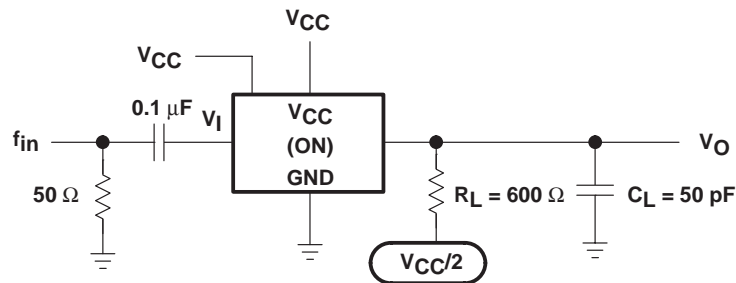 VCC
VCC
0.1 μF
VI
VCC
(ON)
GND
fin
VO
50 Ω
RL = 600 Ω
CL = 50 pF
VCC/2